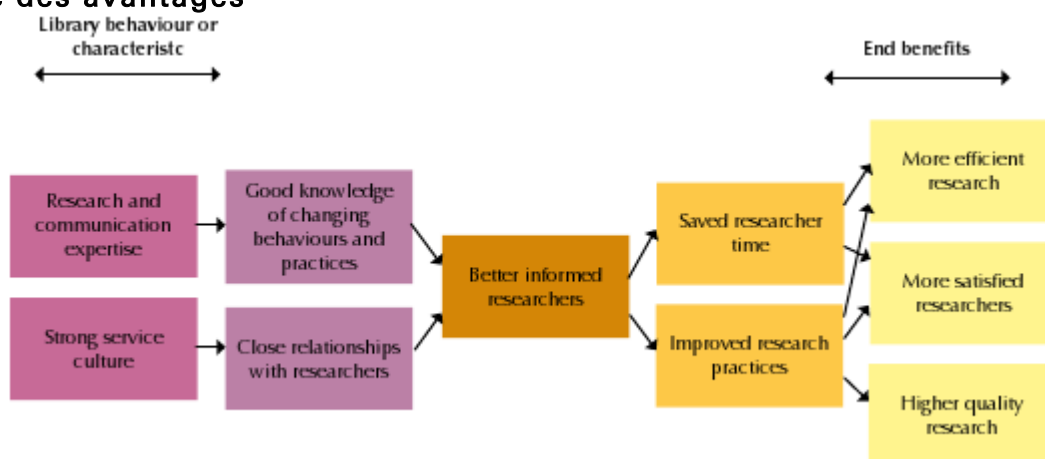 des avantages
Library behaviour or
characteristc
End benefits
Research and
communication
expertise
Good knowledge
of changing
behaviours and
practices
Strong service
culture
Close relationships
with researchers
Better informed
researchers
Saved researcher
time
Improved research
practices
More efficient
research
More satisfied
researchers
Higher quality
research